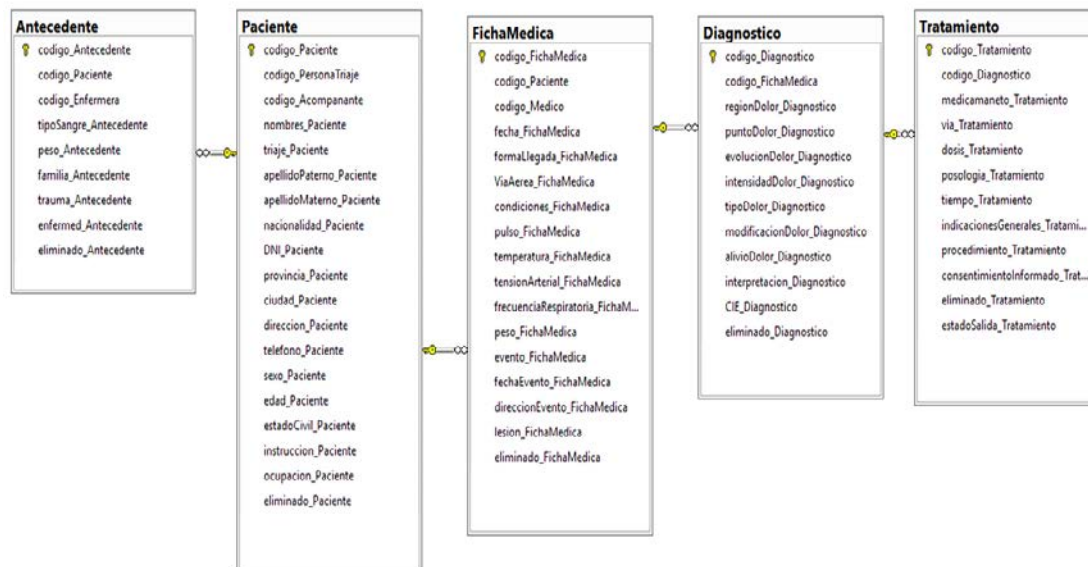 Antecedente
codigo_Antecedente
codigo_Paciente
codigo_Enfermera
tipoSangre_Antecedente
peso_Antecedente
familia_Antecedente
trauma_Antecedente
enfermed_Antecedente
eliminado_Antecedente
Paciente
codigo_Paciente
codigo_PersonaTriaje
codigo_Acompanante
nombres_Paciente
triaje_Paciente
apellidoPaterno_Paciente
apellidoMaterno_Paciente
nacionalidad_Paciente
DNI_Paciente
provincia_Paciente
ciudad_Paciente
direccion_Paciente
telefono_Paciente
sexo_Paciente
edad_Paciente
estadoCivil_Paciente
instruccion_Paciente
ocupacion_Paciente
eliminado_Paciente
FichaMedica
codigo_FichaMedica
codigo_Paciente
codigo_Medico
fecha_FichaMedica
formaLlegada_FichaMedica
ViaAerea_FichaMedica
condiciones_FichaMedica
pulso_FichaMedica
temperatura_FichaMedica
tensionArterial_FichaMedica
frecuenciaRespiratoria_FichaM...
peso_FichaMedica
evento_FichaMedica
fechaEvento_FichaMedica
direccionEvento_FichaMedica
lesion_FichaMedica
eliminado_FichaMedica
Diagnostico
codigo_Diagnostico
codigo_FichaMedica
regionDolor_Diagnostico
puntoDolor_Diagnostico
evolucionDolor_Diagnostico
intensidadDolor_Diagnostico
tipoDolor_Diagnostico
modificacionDolor_Diagnostico
alivioDolor_Diagnostico
interpretacion_Diagnostico
CIE_Diagnostico
eliminado_Diagnostico
Tratamiento
codigo_Tratamiento
codigo_Diagnostico
medicamaneto_Tratamiento
via_Tratamiento
dosis_Tratamiento
posologia_Tratamiento
tiempo_Tratamiento
indicacionesGenerales_Tratami...
procedimiento_Tratamiento
consentimientoInformado_Trat...
eliminado_Tratamiento
estadoSalida_Tratamiento